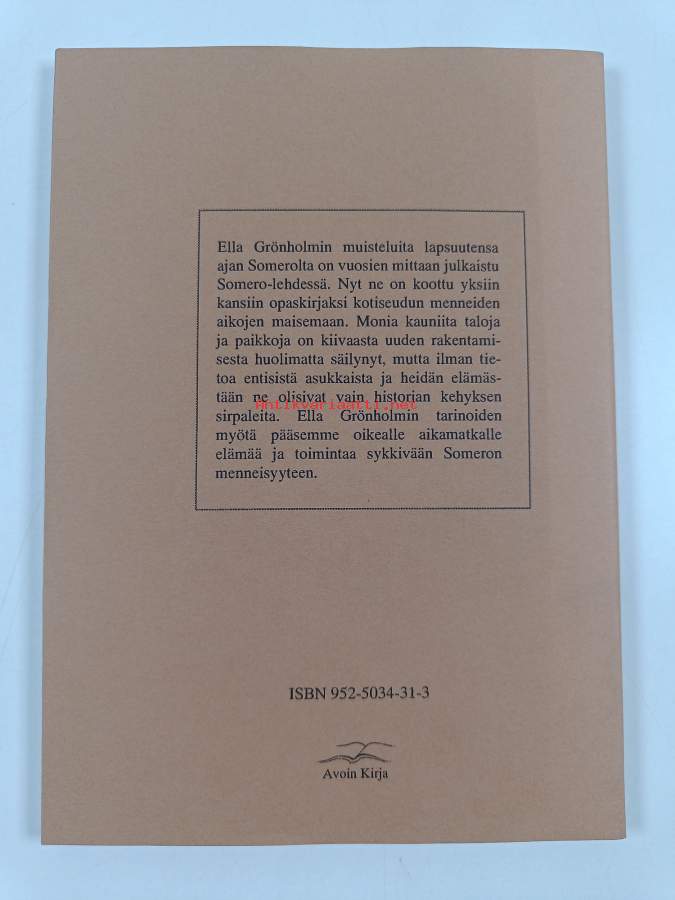 Ella Grönholmin muisteluita lapsuutensa
ajan Somerolta on vuosien mittaan julkaistu
Somero-lehdessä. Nyt ne on koottu yksiin
kansiin opaskirjaksi kotiseudun menneiden
aikojen maisemaan. Monia kauniita taloja
ja paikkoja on kiivaasta uuden rakentami-
sesta huolimatta säilynyt, mutta ilman tie-
toa entisistä asukkaista ja heidän elämäs-
tään ne olisivat vain historian kehyksen
Antikvariaatti.net
sirpaleita. Ella Grönholmin tarinoiden
myötä pääsemme oikealle aikamatkalle
elämää ja toimintaa sykkivään Someron
menneisyyteen.
ISBN 952-5034-31-3
Avoin Kirja